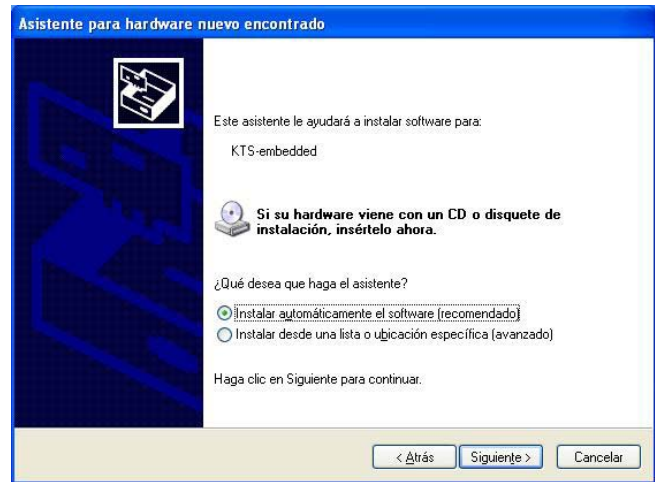 Asistente para hardware nuevo encontrado
Este asistente le ayudará a instalar software para:
KTS-embedded
Si su hardware viene con un CD o disquete de
instalación, insértelo ahora.
¿Qué desea que haga el asistente?
Instalar automáticamente el software (recomendado)
Instalar desde una lista o ubicación específica (avanzado)
Haga clic en Siguiente para continuar.
< Atrás Siguiente > Cancelar